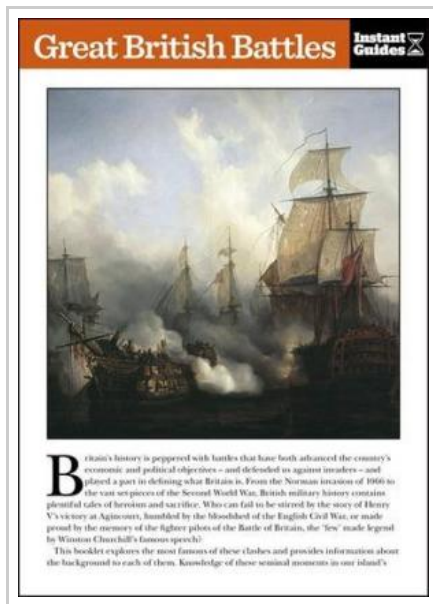 Great British Battles
Instant
Guides
Britain's history is peppered with battles that have both advanced the country's
economic and political objectives – and defended us against invaders – and
played a part in defining what Britain is. From the Norman invasion of 1066 to
the vast set-pieces of the Second World War, British military history contains
plentiful tales of heroism and sacrifice. Who can fail to be stirred by the story of Henry
V's victory at Agincourt, humbled by the bloodshed of the English Civil War, or made
proud by the memory of the fighter pilots of the Battle of Britain, the 'few' made legend
by Winston Churchill's famous speech?
This booklet explores the most famous of these clashes and provides information about
the background to each of them. Knowledge of these seminal moments in our island's